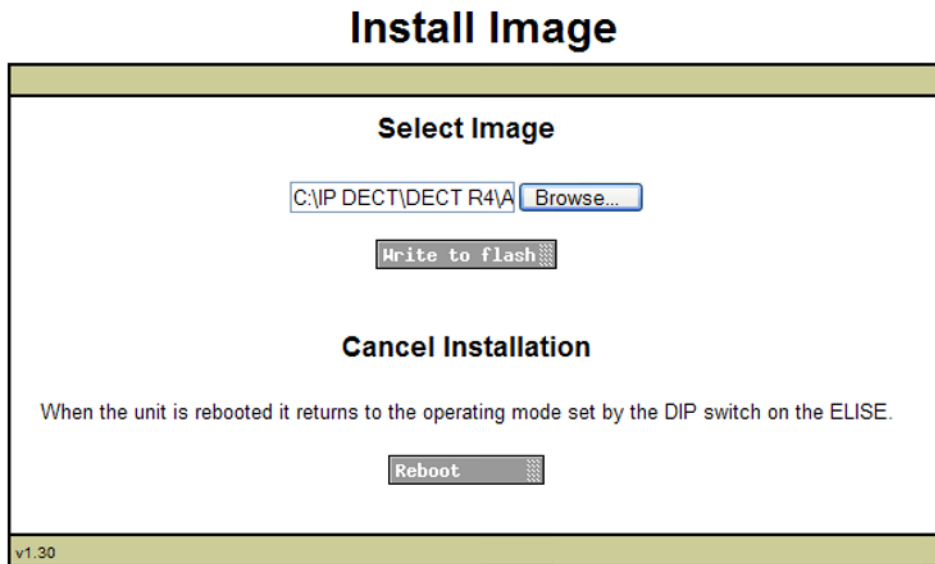 Install Image
Select Image
C:\IP DECT\DECT R4\A
Browse...
Write to flash
Cancel Installation
When the unit is rebooted it returns to the operating mode set by the DIP switch on the ELISE.
Reboot
v1.30